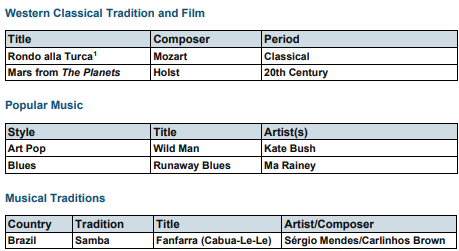 Western Classical Tradition and Film
Title Composer Period
Rondo alla Turca¹ Mozart Classical
Mars from The Planets Holst 20th Century
Popular Music
Style Title Artist(s)
Art Pop Wild Man Kate Bush
Blues Runaway Blues Ma Rainey
Musical Traditions
Country Tradition Title Artist/Composer
Brazil Samba Fanfarra (Cabua-Le-Le) Sérgio Mendes/Carlinhos Brown